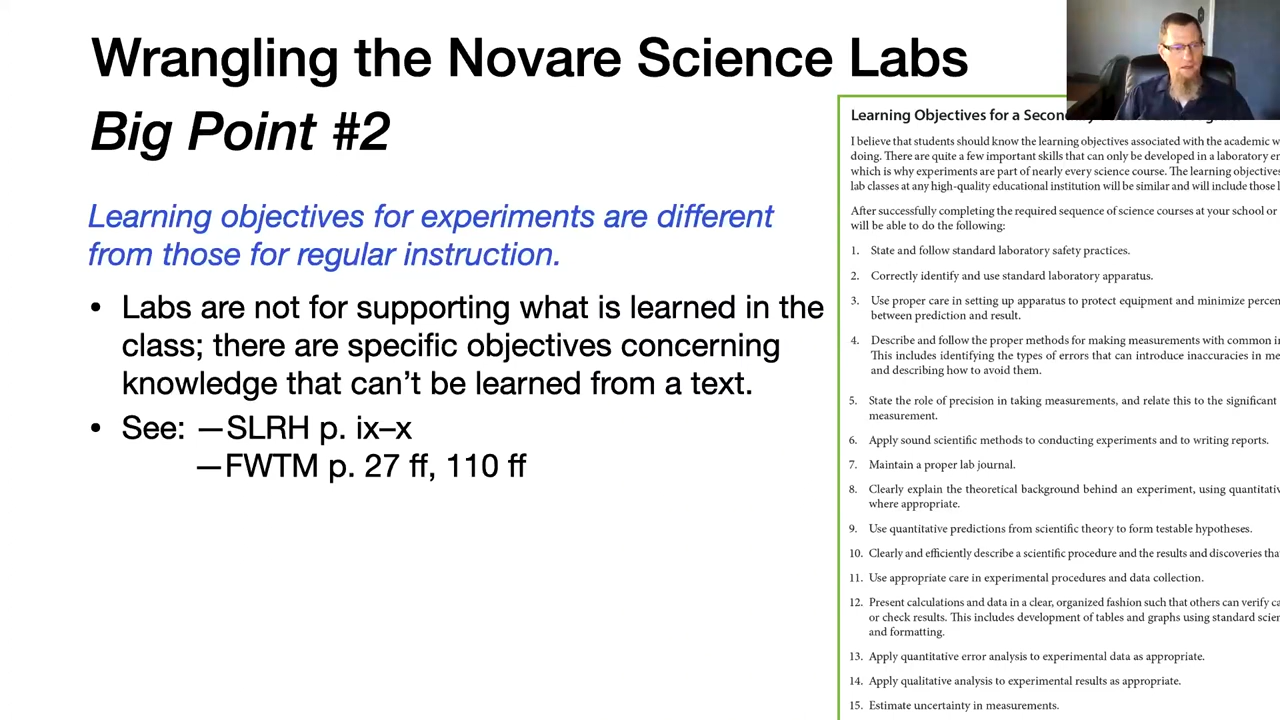 Wrangling the Novare Science Labs
Big Point #2
Learning objectives for experiments are different
from those for regular instruction.
• Labs are not for supporting what is learned in the
class; there are specific objectives concerning
knowledge that can't be learned from a text.
• See: —SLRH p. ix–x
—FWTM p. 27 ff, 110 ff
Learning Objectives for a
I believe that students should know the learning objectives associated with the academic
doing. There are quite a few important skills that can only be developed in a laboratory
which is why experiments are part of nearly every science course. The learning objectives
lab classes at any high-quality educational institution will be similar and will include those
After successfully completing the required sequence of science courses at your school or
will be able to do the following:
1. State and follow standard laboratory safety practices.
2. Correctly identify and use standard laboratory apparatus.
3. Use proper care in setting up apparatus to protect equipment and minimize
between prediction and result.
4. Describe and follow the proper methods for making measurements with common
This includes identifying the types of errors that can introduce inaccuracies in
and describing how to avoid them.
5. State the role of precision in taking measurements, and relate this to the significant
measurement.
6. Apply sound scientific methods to conducting experiments and to writing reports.
7. Maintain a proper lab journal.
8. Clearly explain the theoretical background behind an experiment, using
where appropriate.
9. Use quantitative predictions from scientific theory to form testable hypotheses.
10. Clearly and efficiently describe a scientific procedure and the results and discoveries
11. Use appropriate care in experimental procedures and data collection.
12. Present calculations and data in a clear, organized fashion such that others can verify
or check results. This includes development of tables and graphs using standard
and formatting.
13. Apply quantitative error analysis to experimental data as appropriate.
14. Apply qualitative analysis to experimental results as appropriate.
15. Estimate uncertainty in measurements.